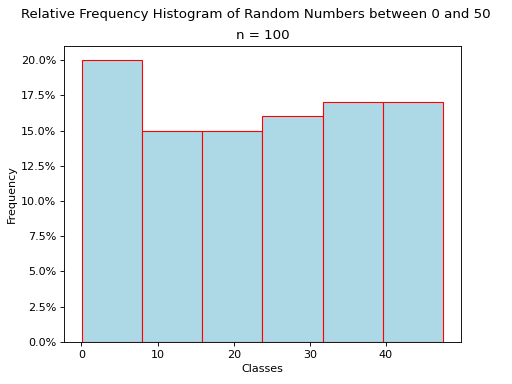 Relative Frequency Histogram of Random Numbers between 0 and 50
n = 100
20.0%
17.5%
15.0%
12.5%
10.0%
7.5%
5.0%
2.5%
0.0%
Frequency
0 10 20 30 40
Classes